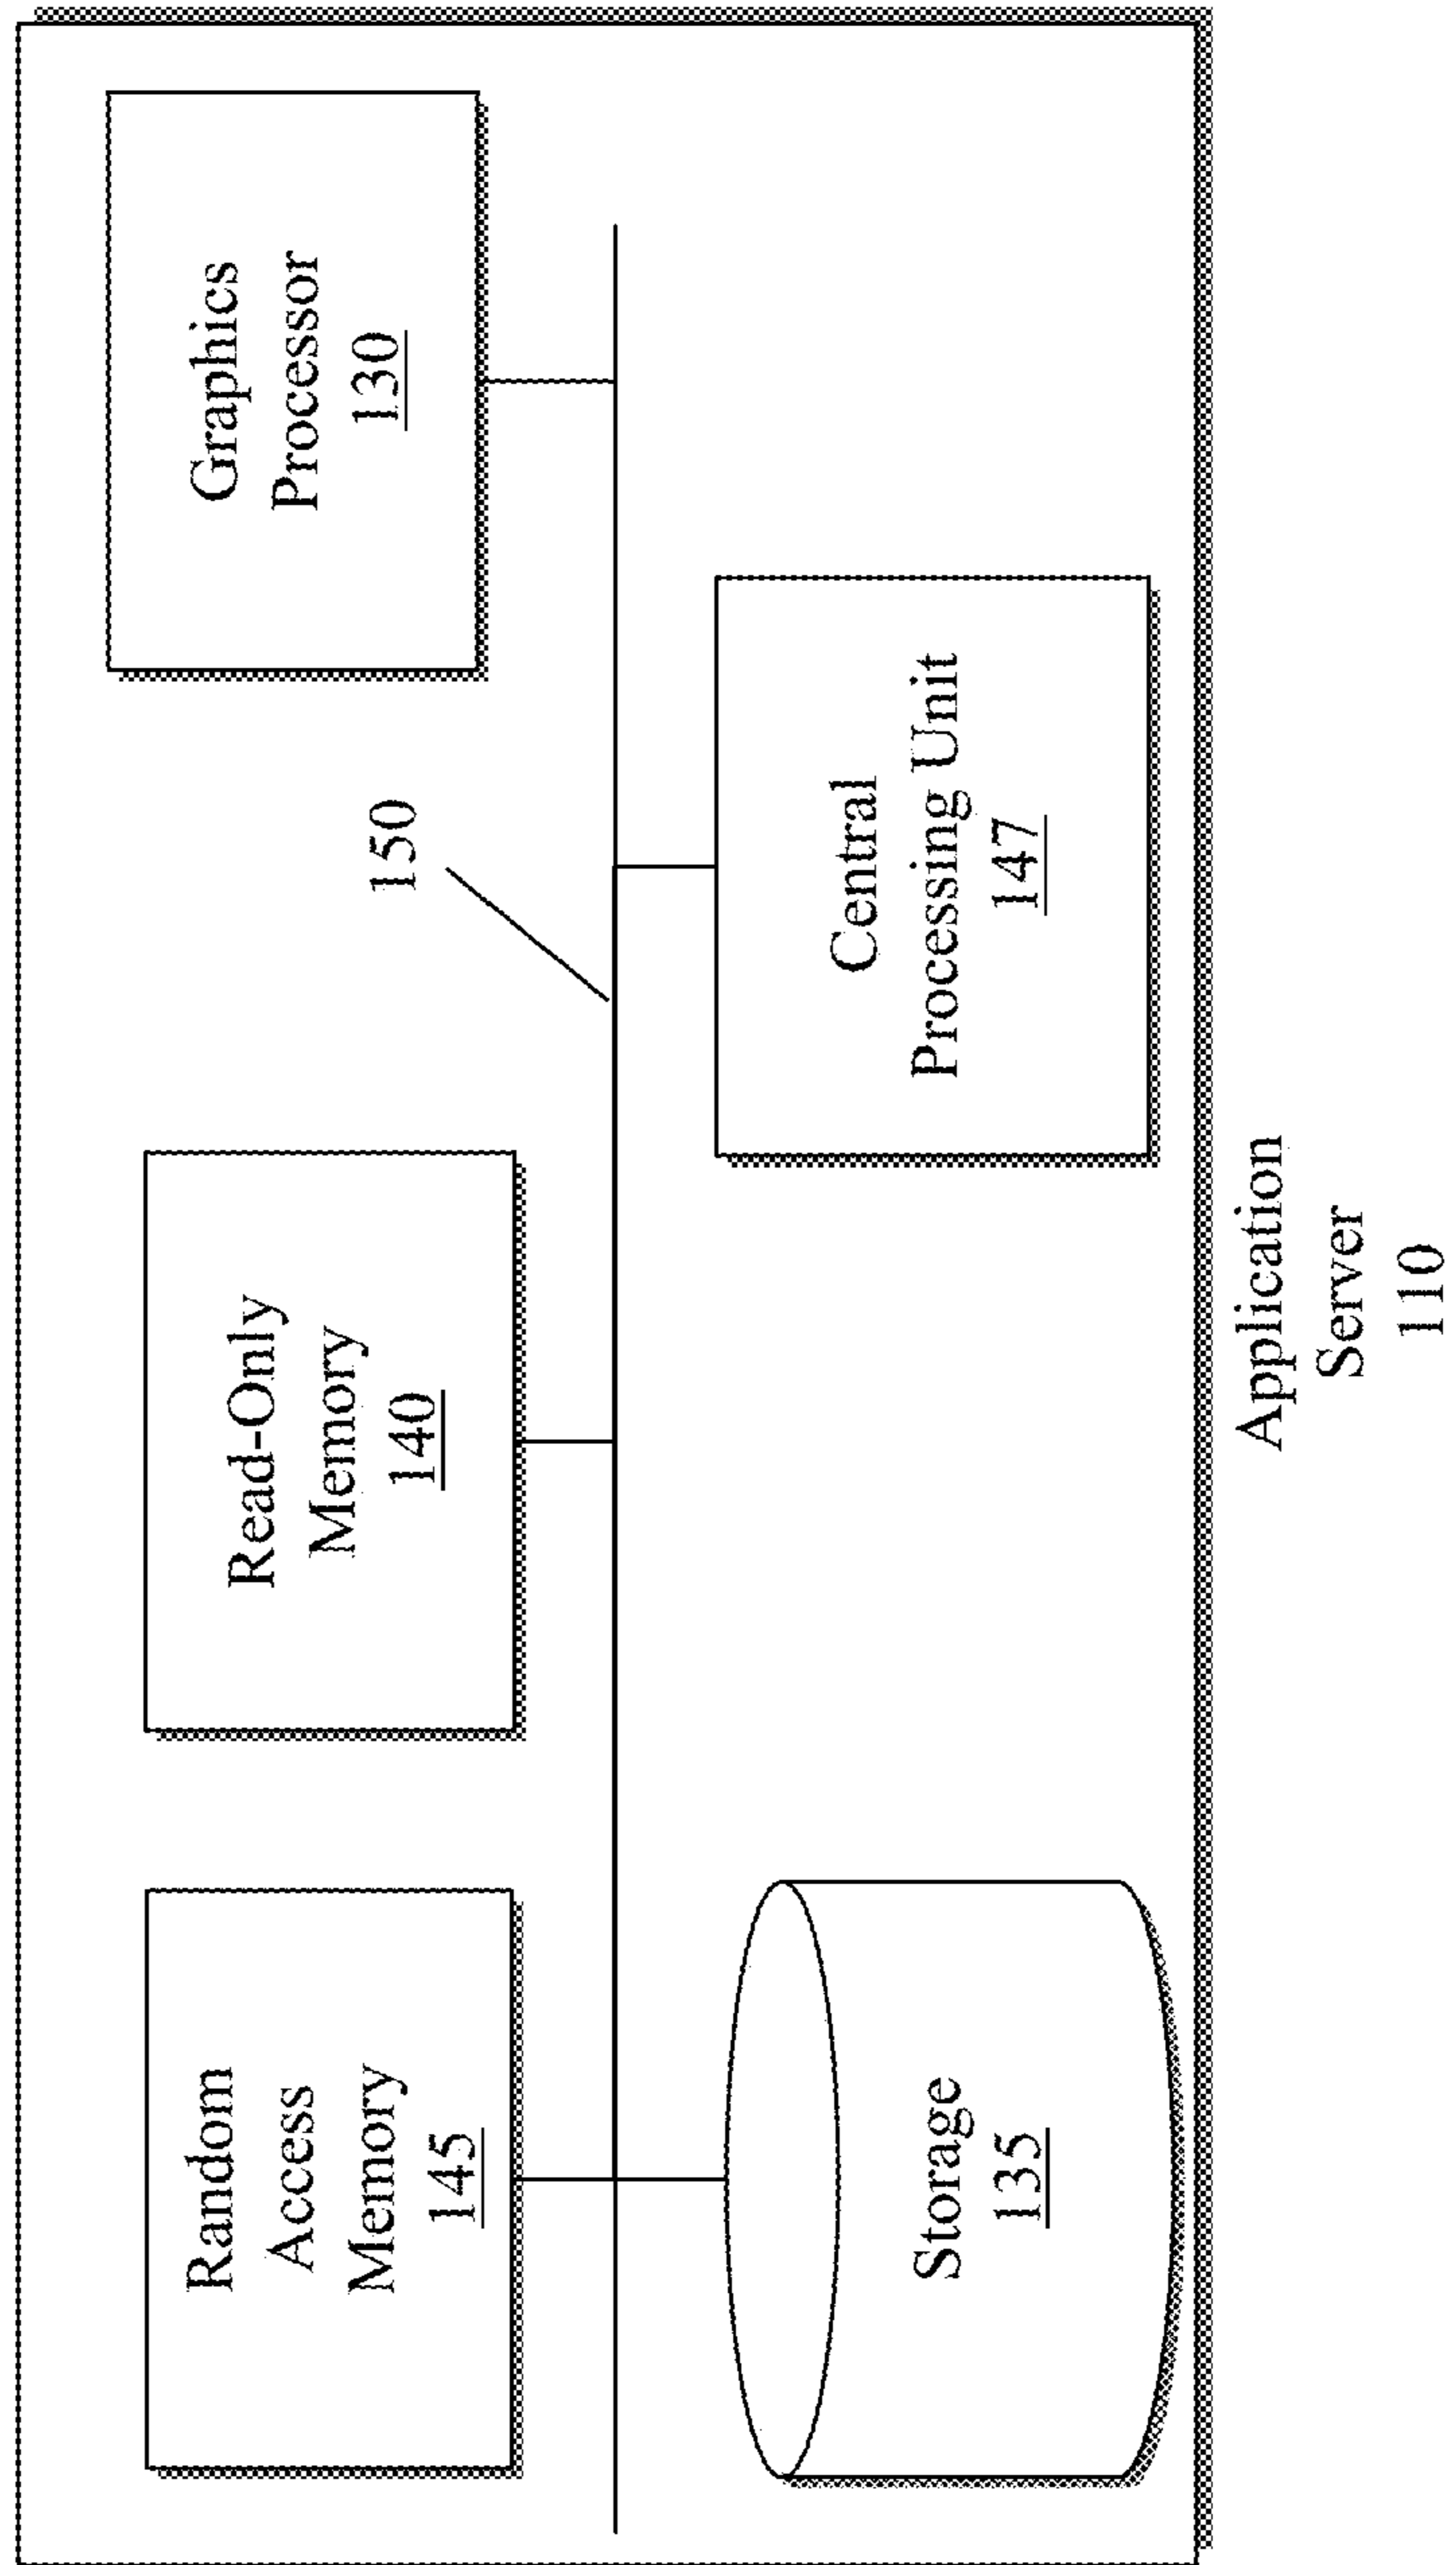 Random
Access
Memory
145
Read-Only
Memory
140
Graphics
Processor
130
150
Storage
135
Central
Processing Unit
147
Application
Server
110